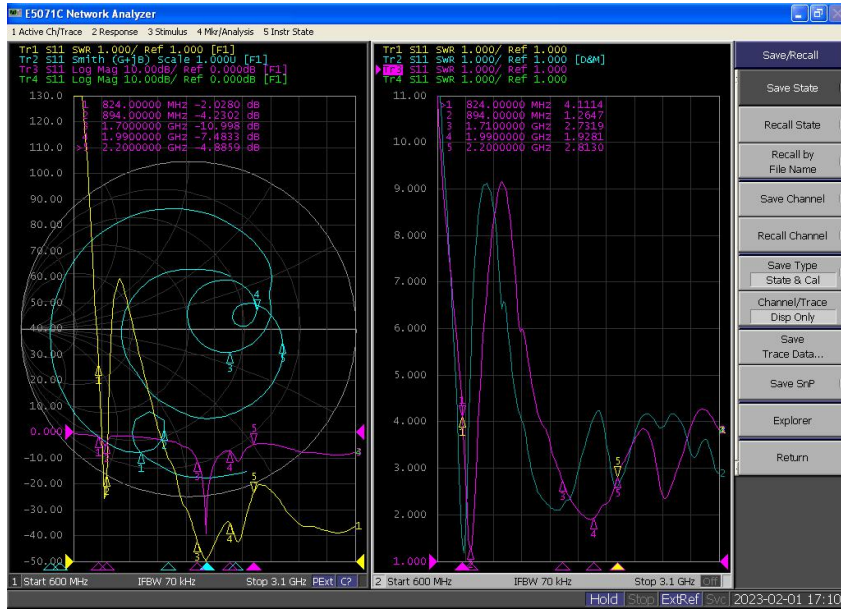 E5071C Network Analyzer
1 Active Ch/Trace 2 Response 3 Stimulus 4 Mkr/Analysis 5 Instr State
Tr1 S11 SWR 1.000/ Ref 1.000 [F1]
Tr2 S11 Smith (G+jB) Scale 1.000U [F1]
Tr3 S11 Log Mag 10.00dB/ Ref 0.000dB [F1]
Tr4 S11 Log Mag 10.00dB/ Ref 0.000dB [F1]
130.0
120.0
110.0
100.0
90.00
80.00
70.00
60.00
50.00
40.00
30.00
20.00
10.00
0.000
-10.00
-20.00
-30.00
-40.00
-50.00
1 824.00000 MHz -2.0280 dB
2 894.00000 MHz -4.2302 dB
3 1.7000000 GHz -10.998 dB
4 1.9900000 GHz -7.4833 dB
>5 2.2000000 GHz -4.8859 dB
1 Start 600 MHz IFBW 70 kHz Stop 3.1 GHz PExt C?
Tr1 S11 SWR 1.000/ Ref 1.000
Tr2 S11 SWR 1.000/ Ref 1.000 [D&M]
Tr3 S11 SWR 1.000/ Ref 1.000
Tr4 S11 SWR 1.000/ Ref 1.000
11.00
10.00
9.000
8.000
7.000
6.000
5.000
4.000
3.000
2.000
1.000
>1 824.00000 MHz 4.1114
2 894.00000 MHz 1.2647
3 1.7100000 GHz 2.7319
4 1.9900000 GHz 1.9281
5 2.2000000 GHz 2.8130
2 Start 600 MHz IFBW 70 kHz Stop 3.1 GHz Off
Save/Recall
Save State
Recall State
Recall by
File Name
Save Channel
Recall Channel
Save Type
State & Cal
Channel/Trace
Disp Only
Save
Trace Data...
Save SnP
Explorer
Return
Hold Stop ExtRef Svc 2023-02-01 17:10